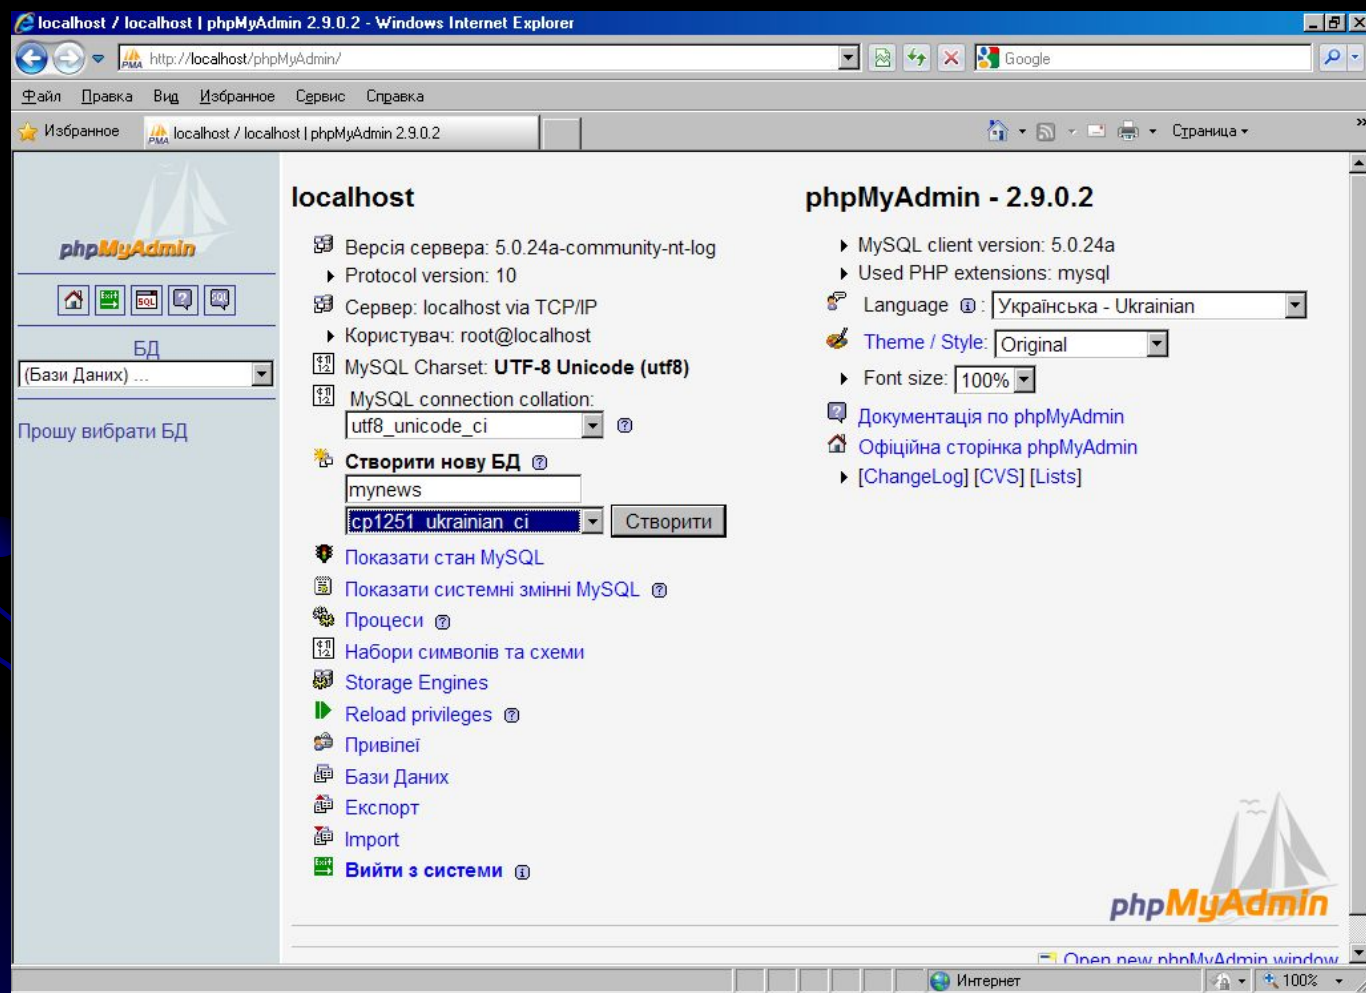 localhost / localhost | phpMyAdmin 2.9.0.2 - Windows Internet Explorer
http://localhost/phpMyAdmin/
Google
Файл Правка Вид Избранное Сервис Справка
Избранное
localhost / localhost | phpMyAdmin 2.9.0.2
Страница
phpMyAdmin
БД
(Бази Даних) ...
Прошу вибрати БД
localhost
Версія сервера: 5.0.24a-community-nt-log
Protocol version: 10
Сервер: localhost via TCP/IP
Користувач: root@localhost
MySQL Charset: UTF-8 Unicode (utf8)
MySQL connection collation:
utf8_unicode_ci
Створити нову БД
mynews
cp1251_ukrainian_ci
Створити
Показати стан MySQL
Показати системні змінні MySQL
Процеси
Набори символів та схеми
Storage Engines
Reload privileges
Привілеї
Бази Даних
Експорт
Import
Вийти з системи
phpMyAdmin - 2.9.0.2
MySQL client version: 5.0.24a
Used PHP extensions: mysql
Language : Українська - Ukrainian
Theme / Style: Original
Font size: 100%
Документація по phpMyAdmin
Офіційна сторінка phpMyAdmin
[ChangeLog] [CVS] [Lists]
phpMyAdmin
Open new phpMyAdmin window
Интернет
100%